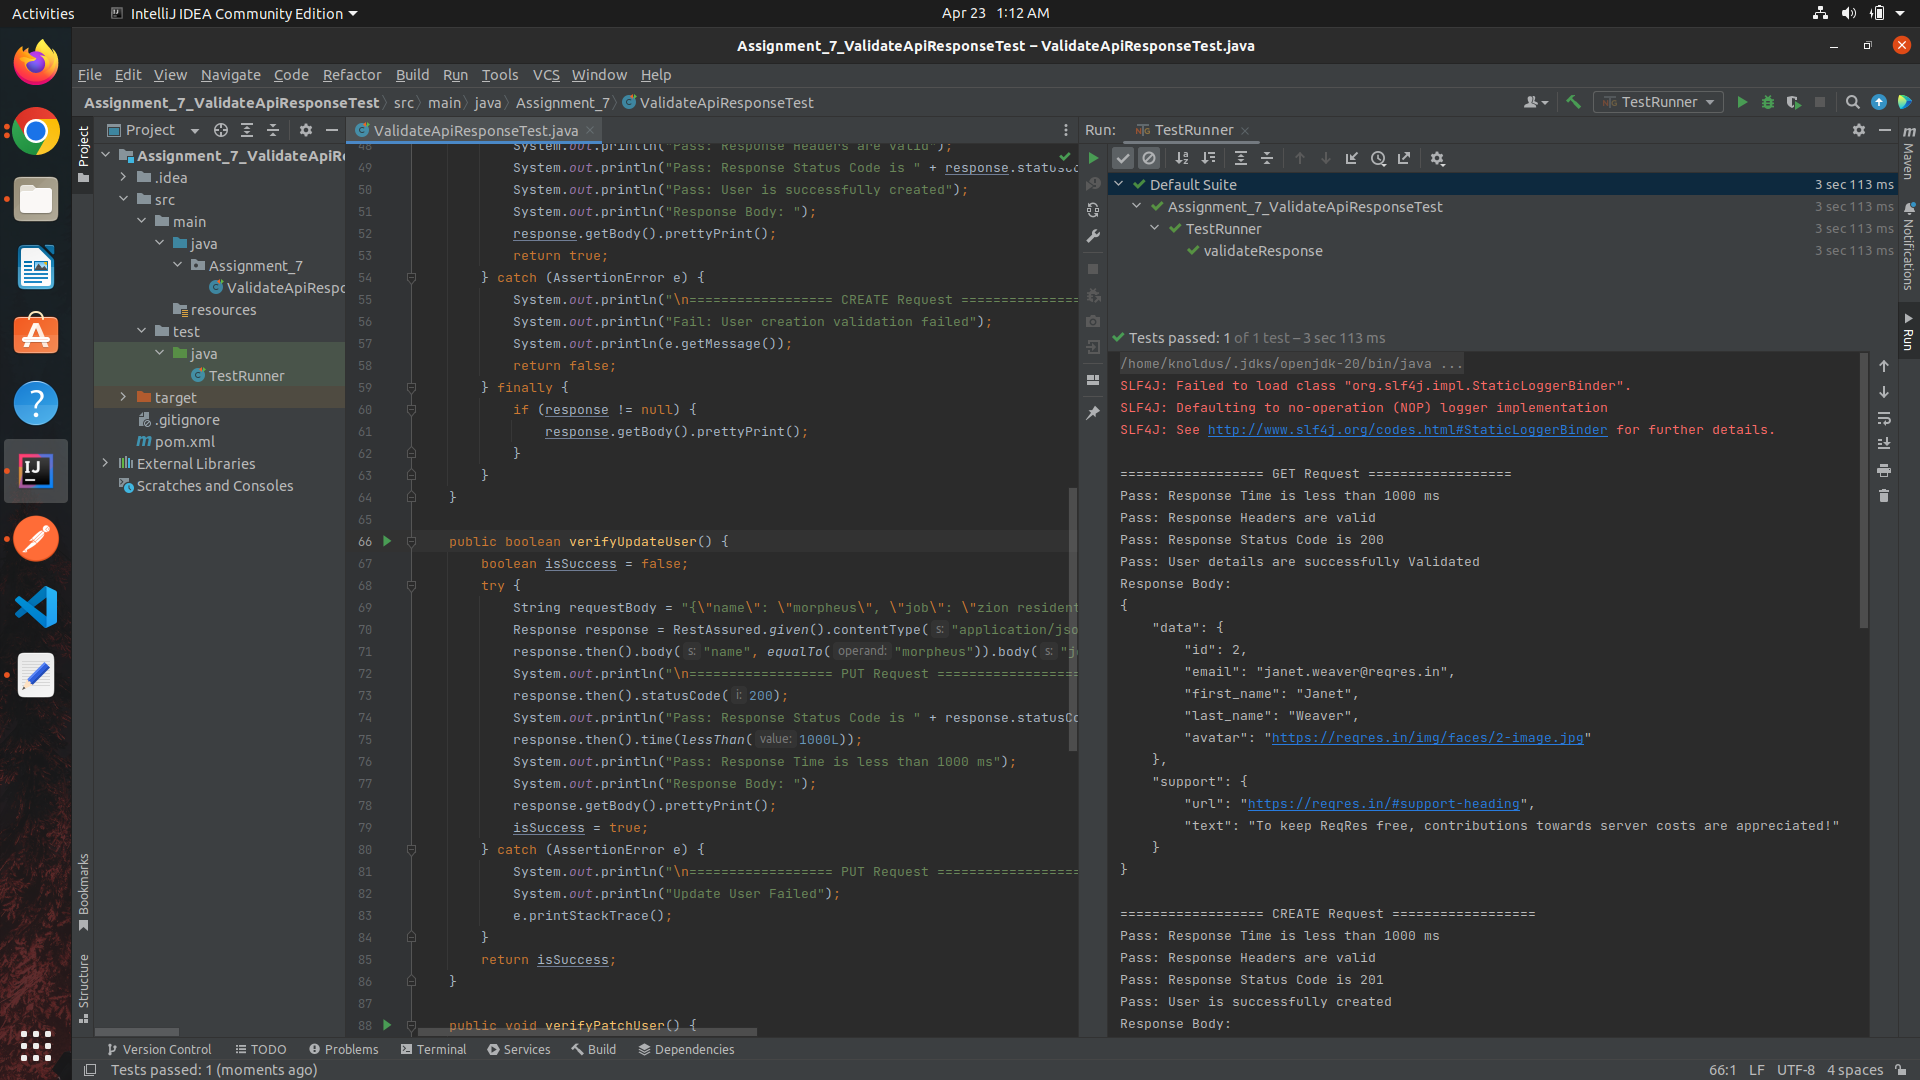 Activities
IntelliJ IDEA Community Edition
Apr 23 1:12 AM
Assignment_7_ValidateApiResponseTest – ValidateApiResponseTest.java
File Edit View Navigate Code Refactor Build Run Tools VCS Window Help
Assignment_7_ValidateApiResponseTest src main java Assignment_7 ValidateApiResponseTest
TestRunner
Project
Project
Assignment_7_ValidateApiR
.idea
src
main
java
Assignment_7
ValidateApiRespo
resources
test
java
TestRunner
target
.gitignore
pom.xml
External Libraries
Scratches and Consoles
Bookmarks
Structure
ValidateApiResponseTest.java
48 System.out.println("Pass: Response Headers are valid");
49 System.out.println("Pass: Response Status Code is " + response.statusCo
50 System.out.println("Pass: User is successfully created");
51 System.out.println("Response Body: ");
52 response.getBody().prettyPrint();
53 return true;
54 } catch (AssertionError e) {
55 System.out.println("\n================== CREATE Request ===============
56 System.out.println("Fail: User creation validation failed");
57 System.out.println(e.getMessage());
58 return false;
59 } finally {
60 if (response != null) {
61 response.getBody().prettyPrint();
62 }
63 }
64 }
65
66 public boolean verifyUpdateUser() {
67 boolean isSuccess = false;
68 try {
69 String requestBody = "{\"name\": \"morpheus\", \"job\": \"zion resident
70 Response response = RestAssured.given().contentType( s: "application/jso
71 response.then().body( s: "name", equalTo( operand: "morpheus")).body( s: "j
72 System.out.println("\n================== PUT Request ==================
73 response.then().statusCode( i: 200);
74 System.out.println("Pass: Response Status Code is " + response.statusCo
75 response.then().time(lessThan( value: 1000L));
76 System.out.println("Pass: Response Time is less than 1000 ms");
77 System.out.println("Response Body: ");
78 response.getBody().prettyPrint();
79 isSuccess = true;
80 } catch (AssertionError e) {
81 System.out.println("\n================== PUT Request ==================
82 System.out.println("Update User Failed");
83 e.printStackTrace();
84 }
85 return isSuccess;
86 }
87
88 public void verifyPatchUser() {
Run: TestRunner
Default Suite 3 sec 113 ms
Assignment_7_ValidateApiResponseTest 3 sec 113 ms
TestRunner 3 sec 113 ms
validateResponse 3 sec 113 ms
Tests passed: 1 of 1 test – 3 sec 113 ms
/home/knoldus/.jdks/openjdk-20/bin/java ...
SLF4J: Failed to load class "org.slf4j.impl.StaticLoggerBinder".
SLF4J: Defaulting to no-operation (NOP) logger implementation
SLF4J: See http://www.slf4j.org/codes.html#StaticLoggerBinder for further details.
================== GET Request ==================
Pass: Response Time is less than 1000 ms
Pass: Response Headers are valid
Pass: Response Status Code is 200
Pass: User details are successfully Validated
Response Body:
{
"data": {
"id": 2,
"email": "janet.weaver@reqres.in",
"first_name": "Janet",
"last_name": "Weaver",
"avatar": "https://reqres.in/img/faces/2-image.jpg"
},
"support": {
"url": "https://reqres.in/#support-heading",
"text": "To keep ReqRes free, contributions towards server costs are appreciated!"
}
}
================== CREATE Request ==================
Pass: Response Time is less than 1000 ms
Pass: Response Headers are valid
Pass: Response Status Code is 201
Pass: User is successfully created
Response Body:
Maven
Notifications
Run
Version Control TODO Problems Terminal Services Build Dependencies
Tests passed: 1 (moments ago)
66:1 LF UTF-8 4 spaces